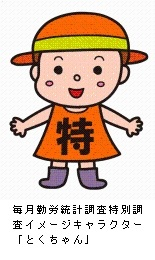 特
毎月勤労統計調査特別調
査イメージキャラクター
「とくちゃん」